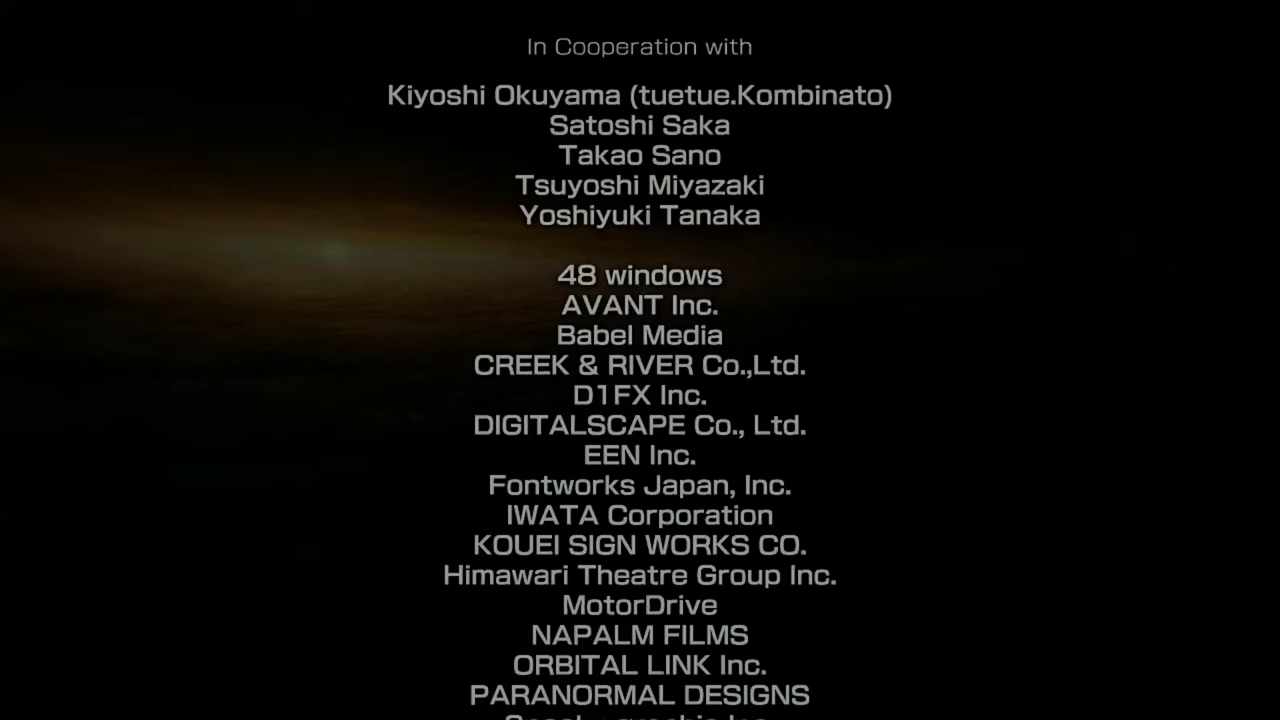 In Cooperation with
Kiyoshi Okuyama (tuetue.Kombinato)
Satoshi Saka
Takao Sano
Tsuyoshi Miyazaki
Yoshiyuki Tanaka
48 windows
AVANT Inc.
Babel Media
CREEK & RIVER Co.,Ltd.
D1FX Inc.
DIGITALSCAPE Co., Ltd.
EEN Inc.
Fontworks Japan, Inc.
IWATA Corporation
KOUEI SIGN WORKS CO.
Himawari Theatre Group Inc.
MotorDrive
NAPALM FILMS
ORBITAL LINK Inc.
PARANORMAL DESIGNS